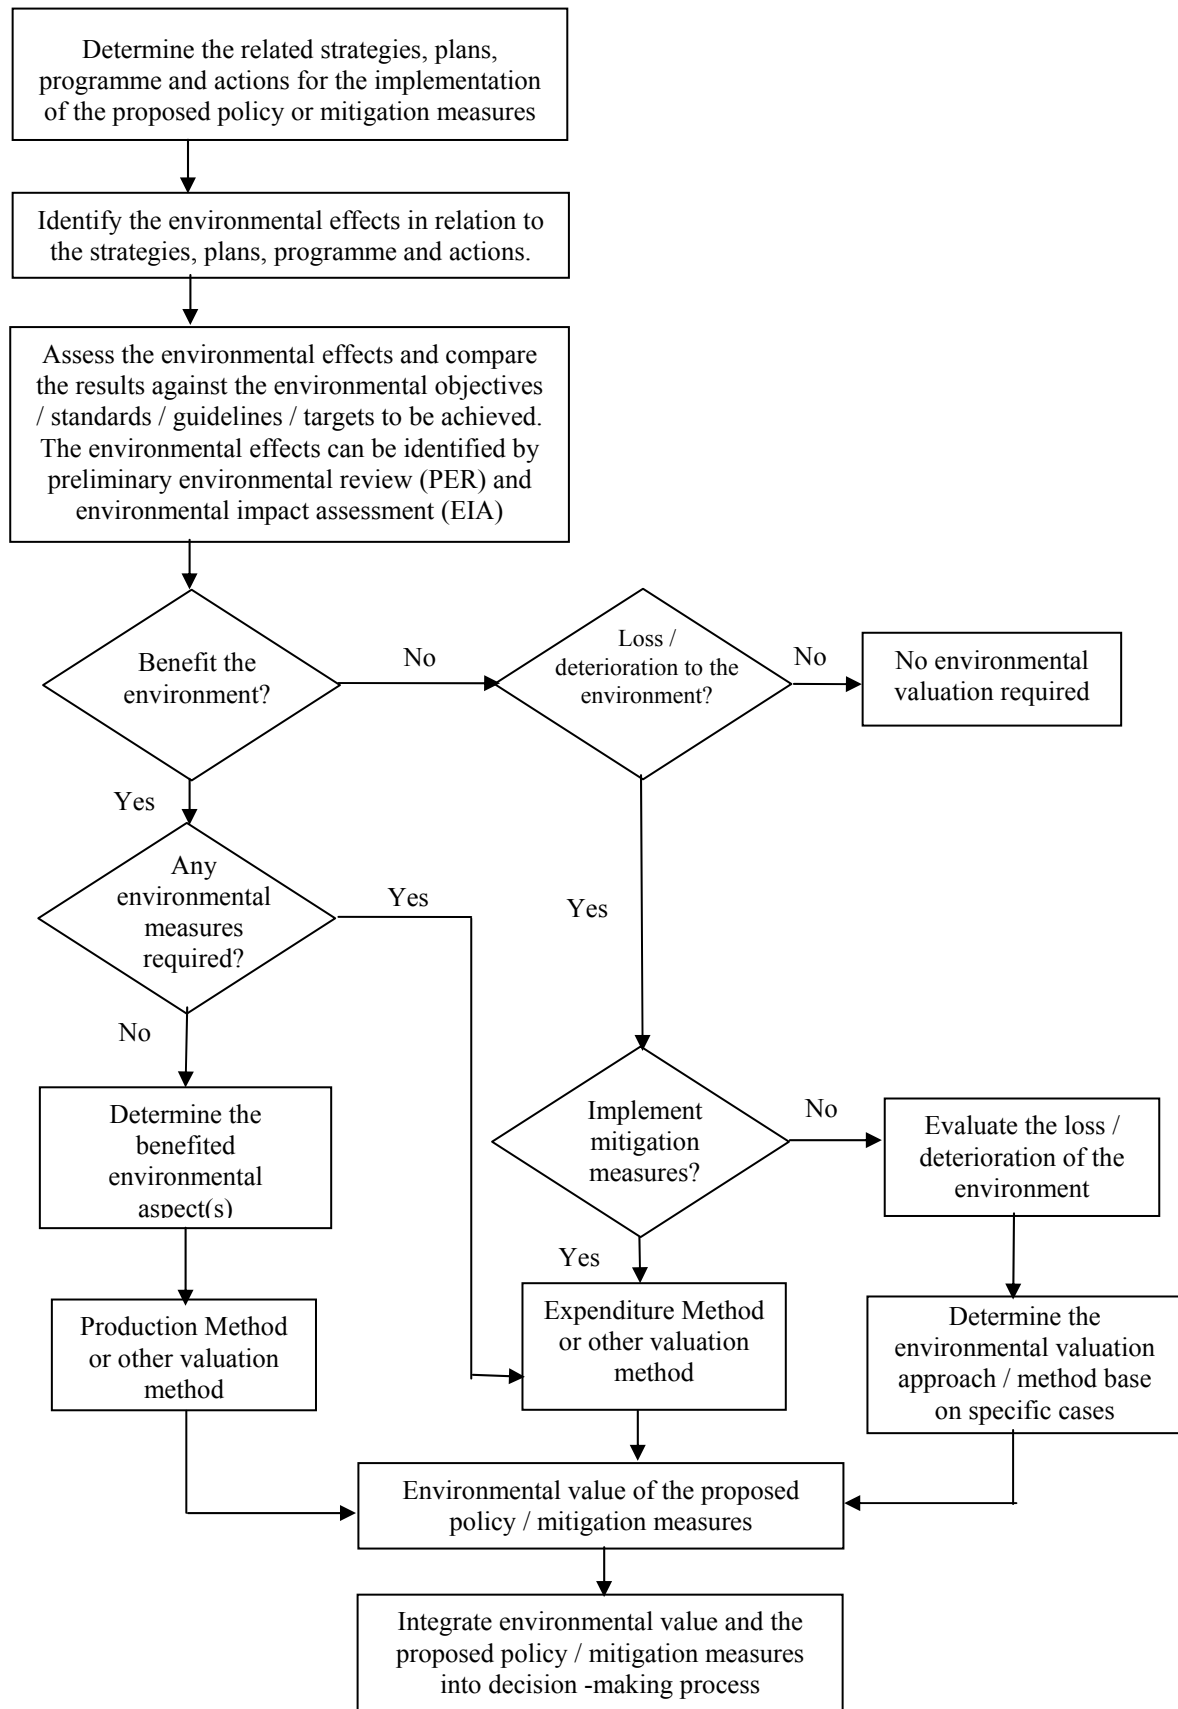 Determine the related strategies, plans,
programme and actions for the implementation
of the proposed policy or mitigation measures
Identify the environmental effects in relation to
the strategies, plans, programme and actions.
Assess the environmental effects and compare
the results against the environmental objectives
/ standards / guidelines / targets to be achieved.
The environmental effects can be identified by
preliminary environmental review (PER) and
environmental impact assessment (EIA)
Benefit the
environment?
No
Loss /
deterioration to the
environment?
No
No environmental
valuation required
Yes
Any
environmental
measures
required?
Yes
Yes
No
Determine the
benefited
environmental
aspect(s)
Implement
mitigation
measures?
No
Evaluate the loss /
deterioration of the
environment
Yes
Production Method
or other valuation
method
Expenditure Method
or other valuation
method
Determine the
environmental valuation
approach / method base
on specific cases
Environmental value of the proposed
policy / mitigation measures
Integrate environmental value and the
proposed policy / mitigation measures
into decision -making process